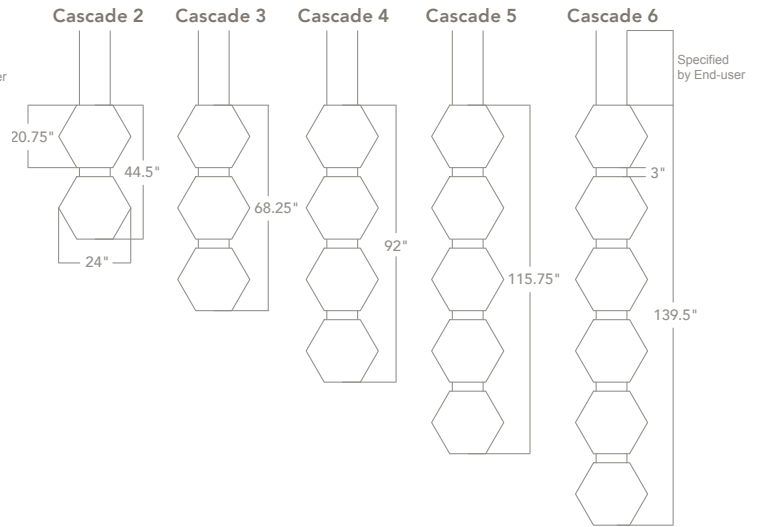 Cascade 2
Cascade 3
Cascade 4
Cascade 5
Cascade 6
er
Specified
by End-user
20.75"
44.5"
24"
68.25"
92"
115.75"
3"
139.5"